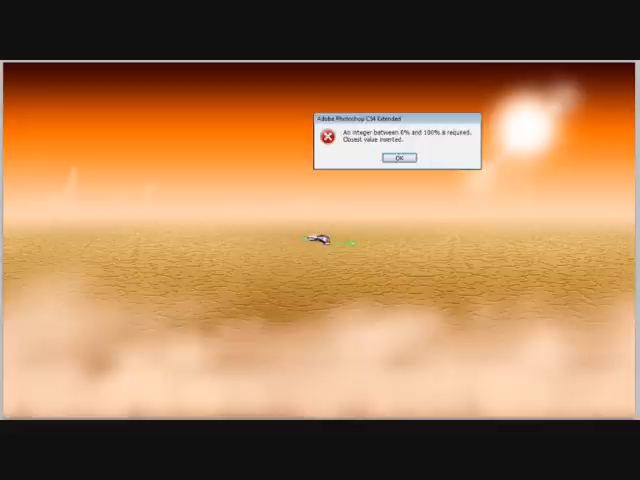 Adobe Photoshop CS4 Extended
An integer between 0% and 100% is required.
Closest value inserted.
OK